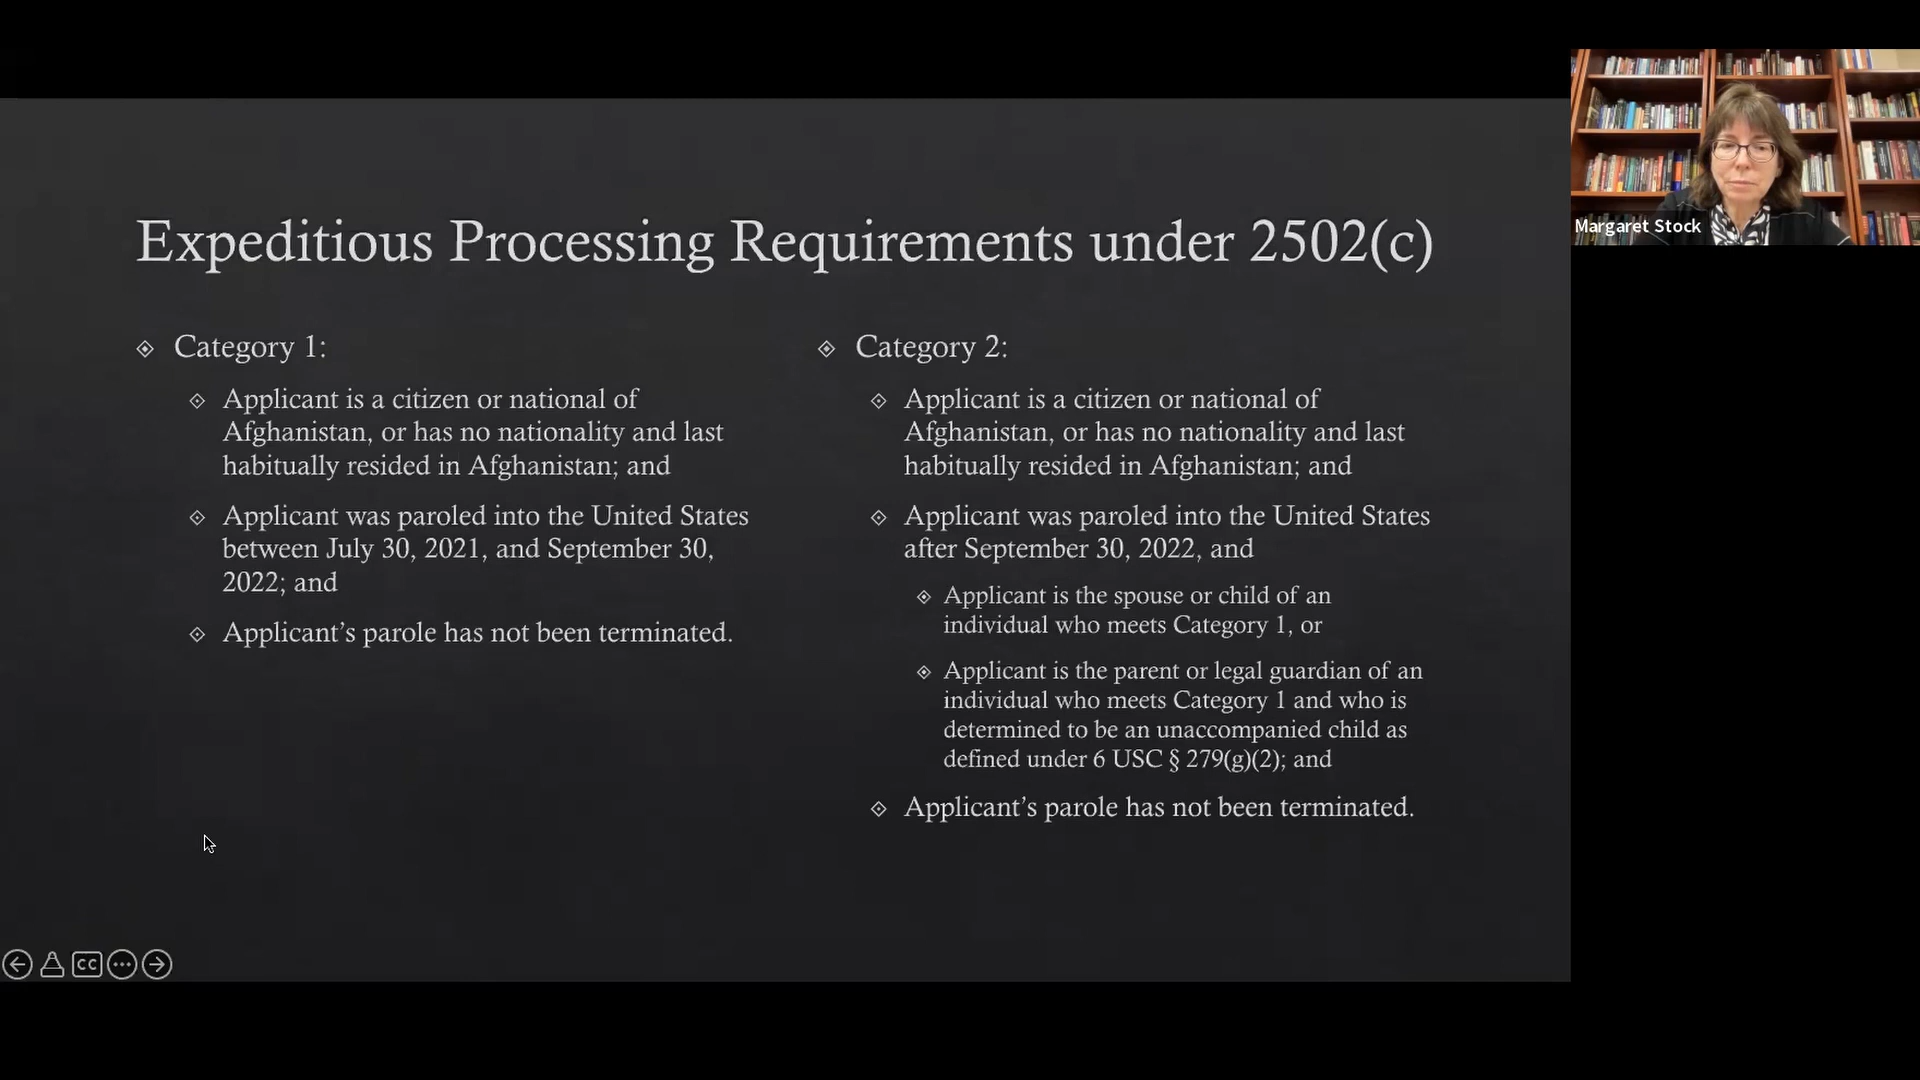 Expeditious Processing Requirements under 2502(c)
Category 1:
Applicant is a citizen or national of
Afghanistan, or has no nationality and last
habitually resided in Afghanistan; and
Applicant was paroled into the United States
between July 30, 2021, and September 30,
2022; and
Applicant’s parole has not been terminated.
Category 2:
Applicant is a citizen or national of
Afghanistan, or has no nationality and last
habitually resided in Afghanistan; and
Applicant was paroled into the United States
after September 30, 2022, and
Applicant is the spouse or child of an
individual who meets Category 1, or
Applicant is the parent or legal guardian of an
individual who meets Category 1 and who is
determined to be an unaccompanied child as
defined under 6 USC § 279(g)(2); and
Applicant’s parole has not been terminated.
Margaret Stock
CC